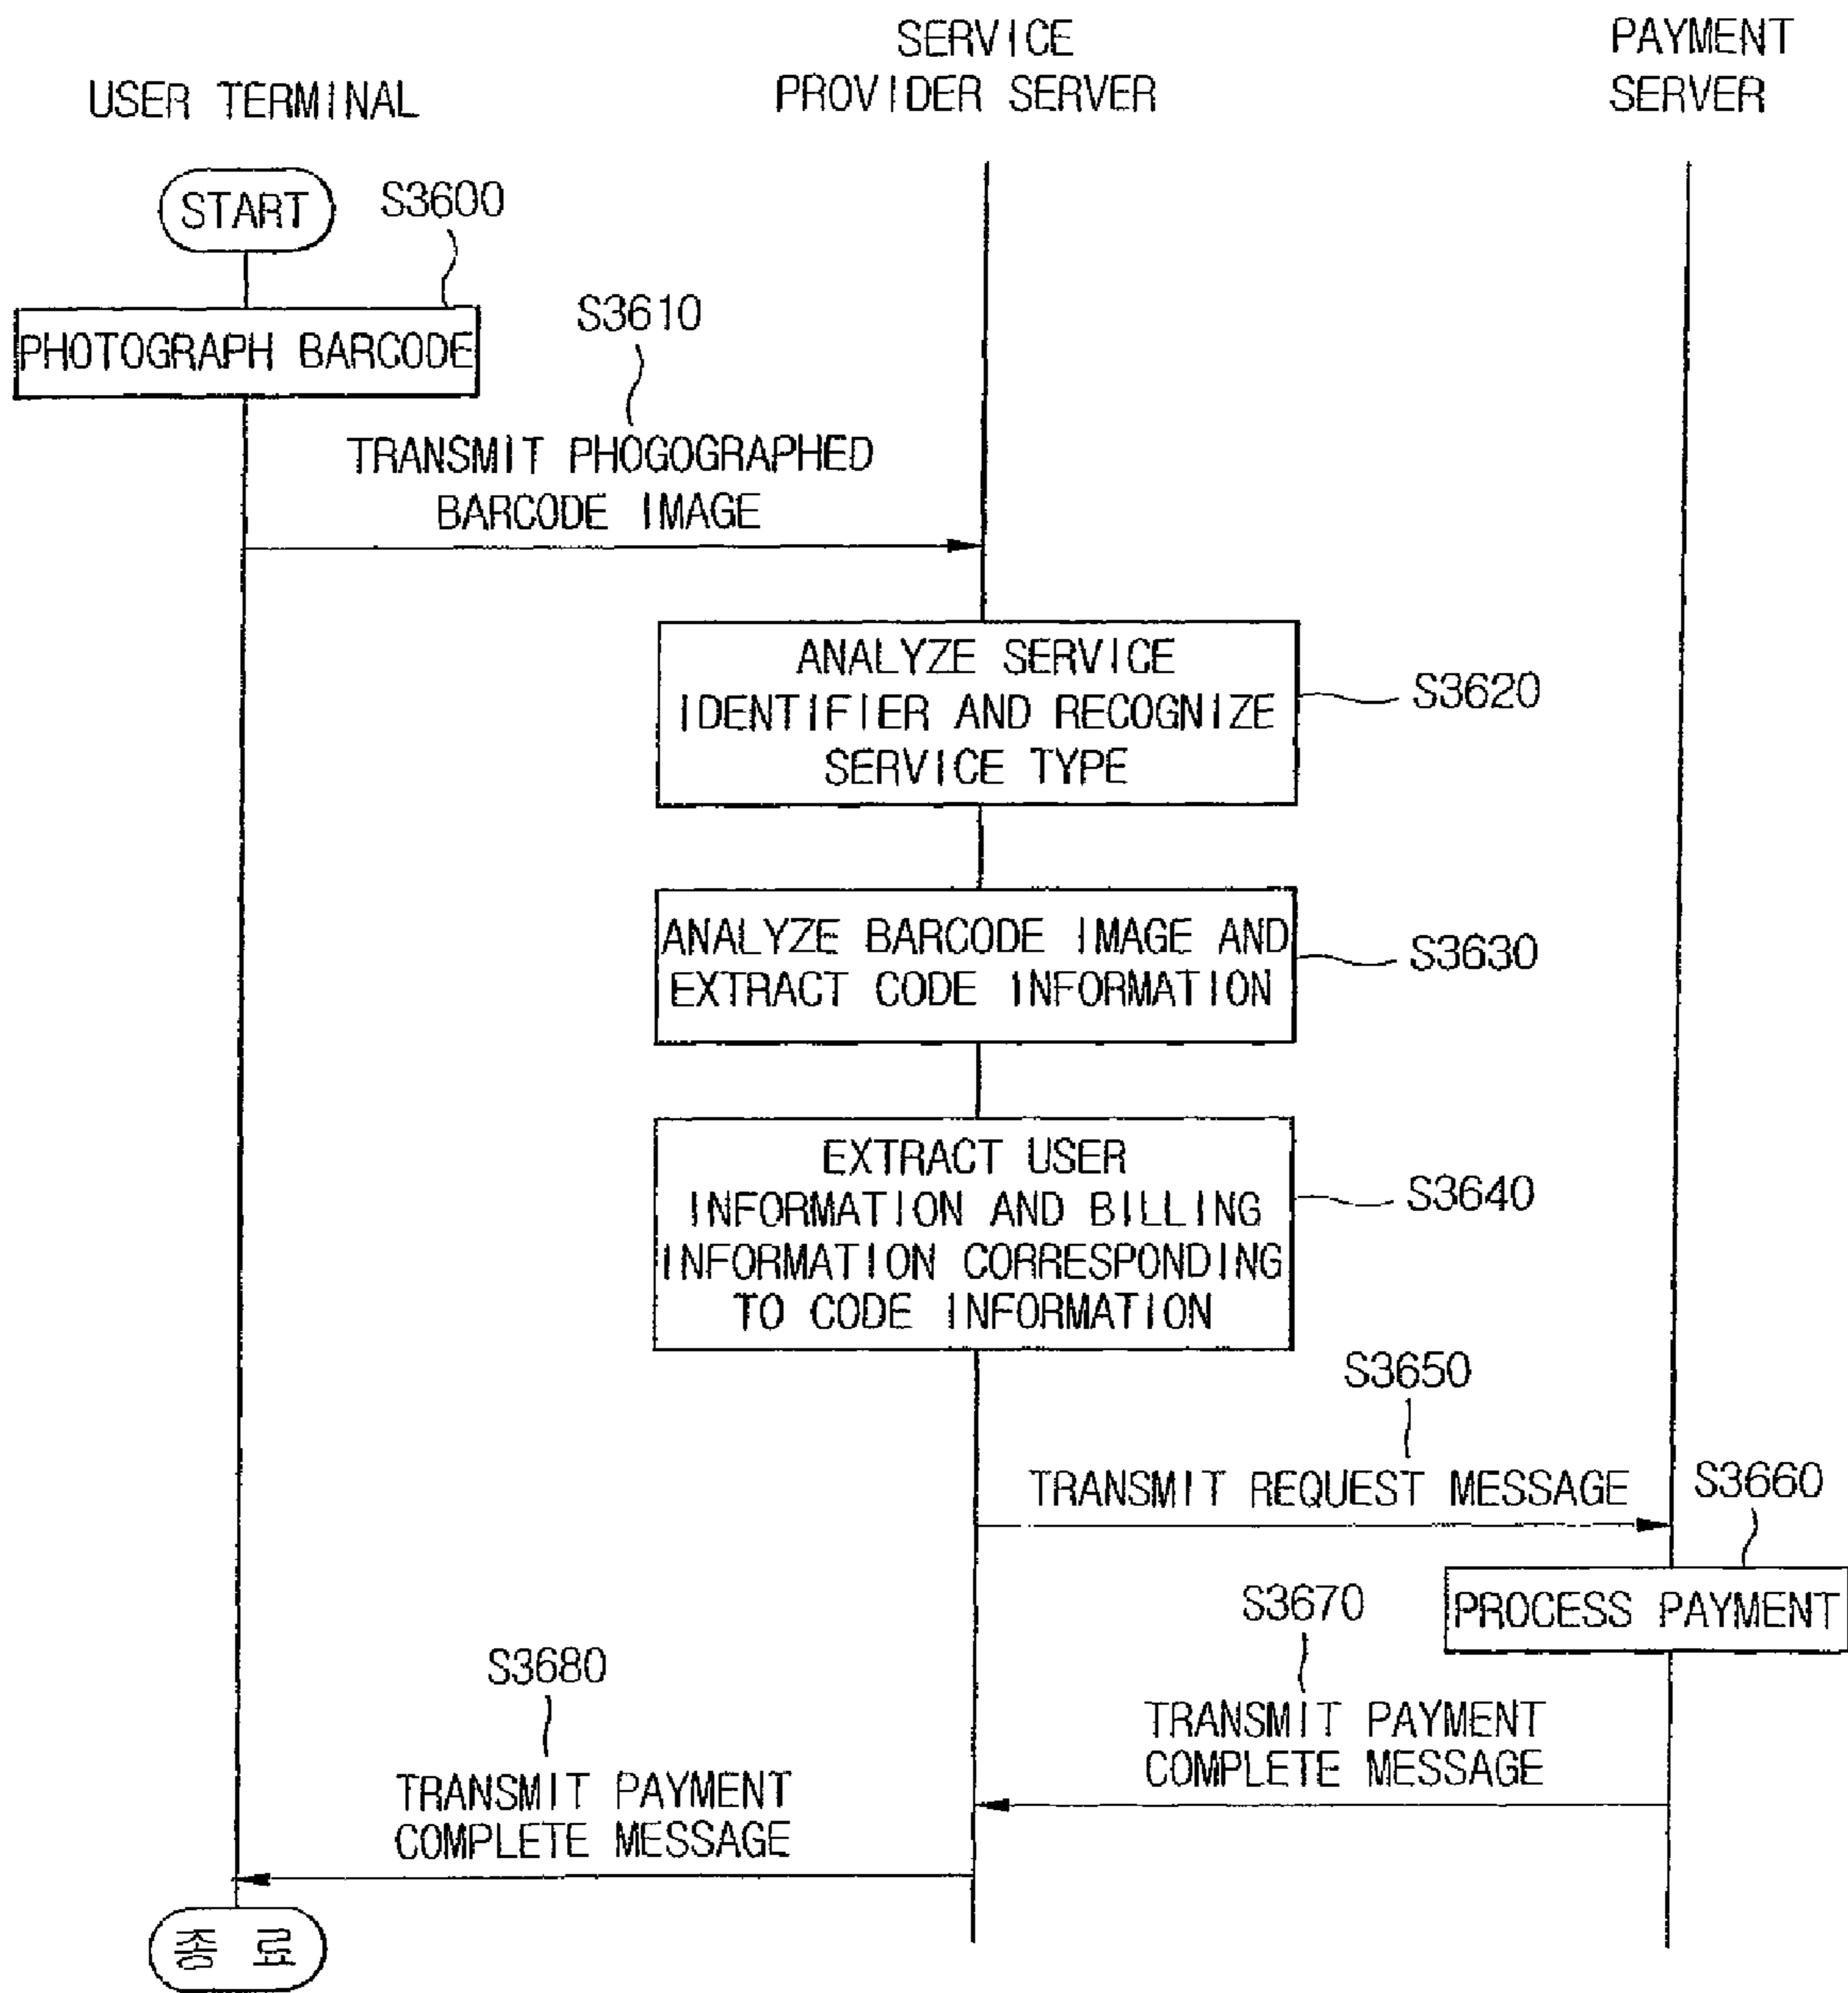 USER TERMINAL
SERVICE
PROVIDER SERVER
PAYMENT
SERVER
START
S3600
PHOTOGRAPH BARCODE
S3610
TRANSMIT PHOGOGRAPHED
BARCODE IMAGE
ANALYZE SERVICE
IDENTIFIER AND RECOGNIZE
SERVICE TYPE
S3620
ANALYZE BARCODE IMAGE AND
EXTRACT CODE INFORMATION
S3630
EXTRACT USER
INFORMATION AND BILLING
INFORMATION CORRESPONDING
TO CODE INFORMATION
S3640
S3650
TRANSMIT REQUEST MESSAGE
S3660
PROCESS PAYMENT
S3670
TRANSMIT PAYMENT
COMPLETE MESSAGE
S3680
TRANSMIT PAYMENT
COMPLETE MESSAGE
종 료